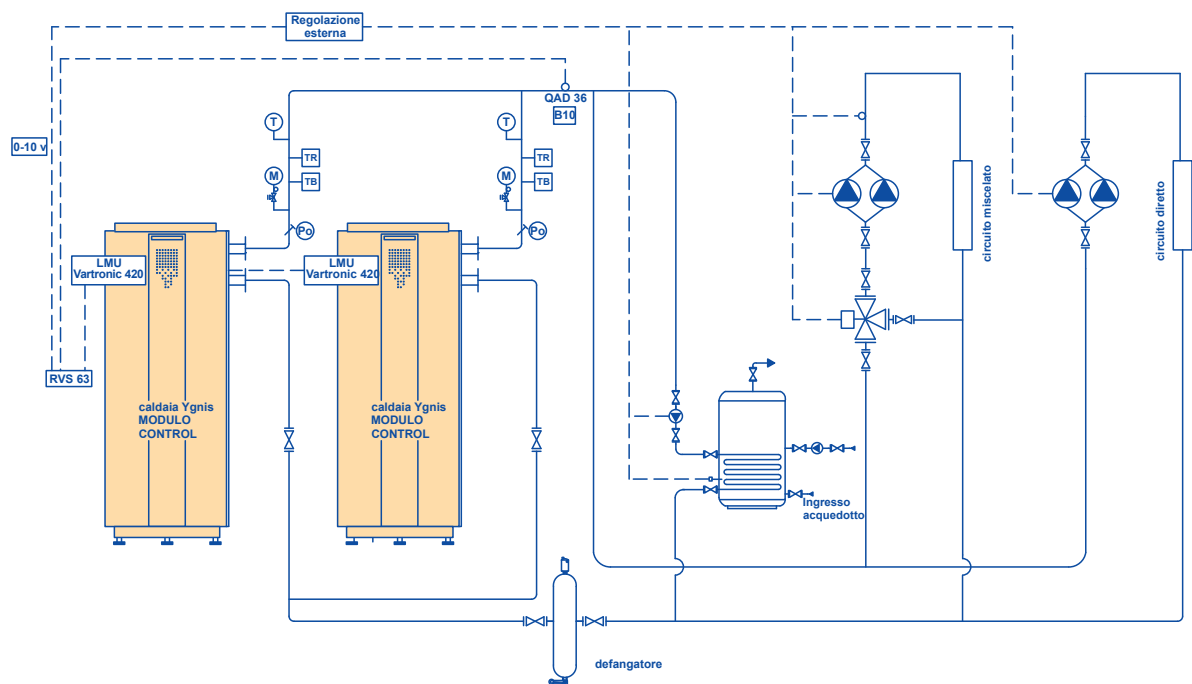 Regolazione
esterna
QAD 36
B10
T
T
0-10 v
TR
TR
M
TB
M
TB
Po
Po
circuito miscelato
circuito diretto
LMU
Vartronic 420
LMU
Vartronic 420
RVS 63
caldaia Ygnis
MODULO
CONTROL
caldaia Ygnis
MODULO
CONTROL
Ingresso
acquedotto
defangatore